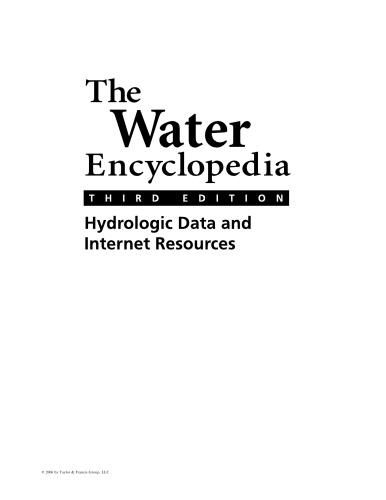 The
Water
Encyclopedia
THIRD EDITION
Hydrologic Data and
Internet Resources
© 2006 by Taylor & Francis Group, LLC